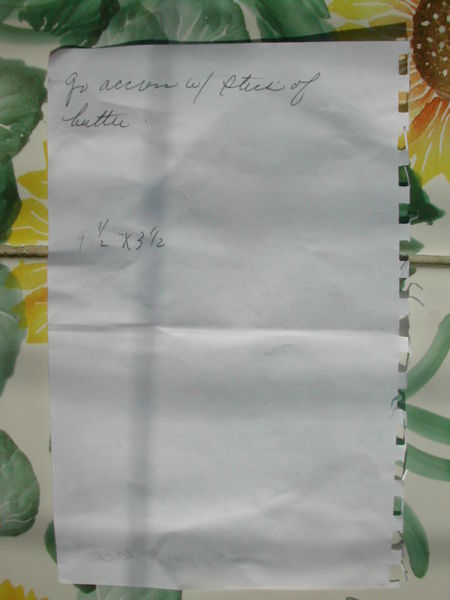 go across w/ stick of
butter.
9 1/2" X 3 1/2